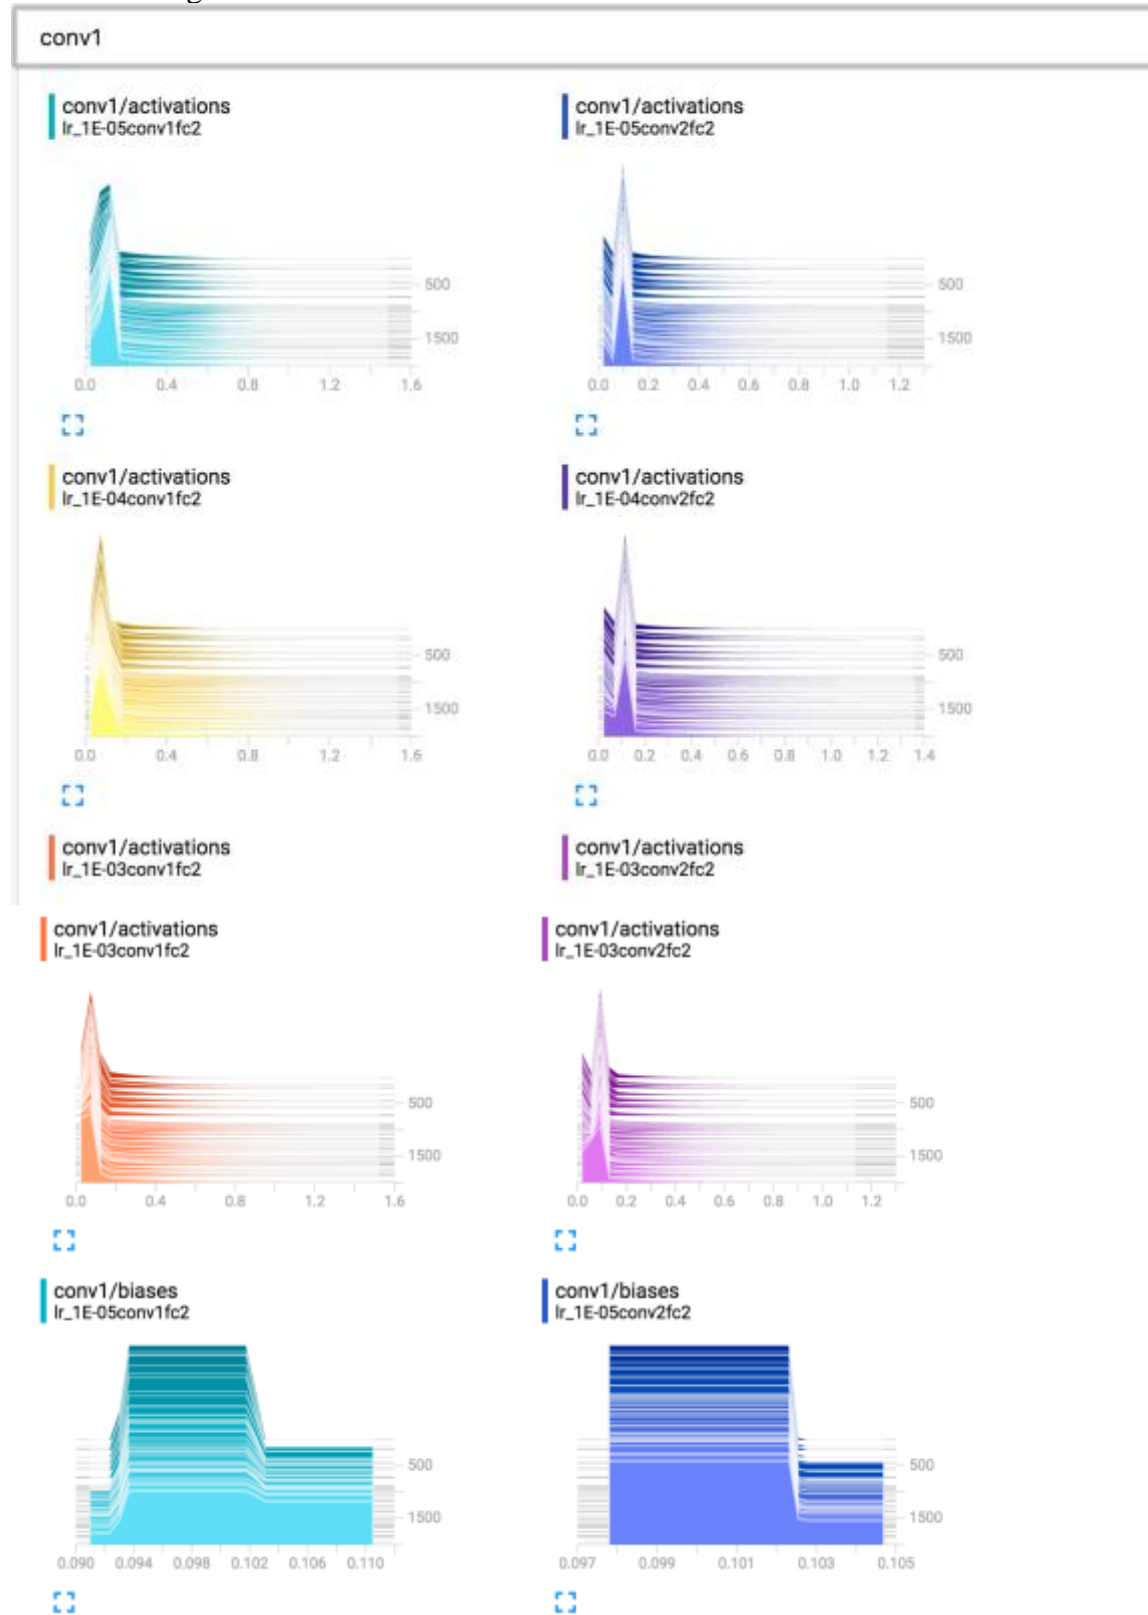 conv1
conv1/activations
lr_1E-05conv1fc2
500
1500
0.0 0.4 0.8 1.2 1.6
conv1/activations
lr_1E-05conv2fc2
500
1500
0.0 0.2 0.4 0.6 0.8 1.0 1.2
conv1/activations
lr_1E-04conv1fc2
500
1500
0.0 0.4 0.8 1.2 1.6
conv1/activations
lr_1E-04conv2fc2
500
1500
0.0 0.2 0.4 0.6 0.8 1.0 1.2 1.4
conv1/activations
lr_1E-03conv1fc2
conv1/activations
lr_1E-03conv2fc2
conv1/activations
lr_1E-03conv1fc2
500
1500
0.0 0.4 0.8 1.2 1.6
conv1/activations
lr_1E-03conv2fc2
500
1500
0.0 0.2 0.4 0.6 0.8 1.0 1.2
conv1/biases
lr_1E-05conv1fc2
500
1500
0.090 0.094 0.098 0.102 0.106 0.110
conv1/biases
lr_1E-05conv2fc2
500
1500
0.097 0.099 0.101 0.103 0.105